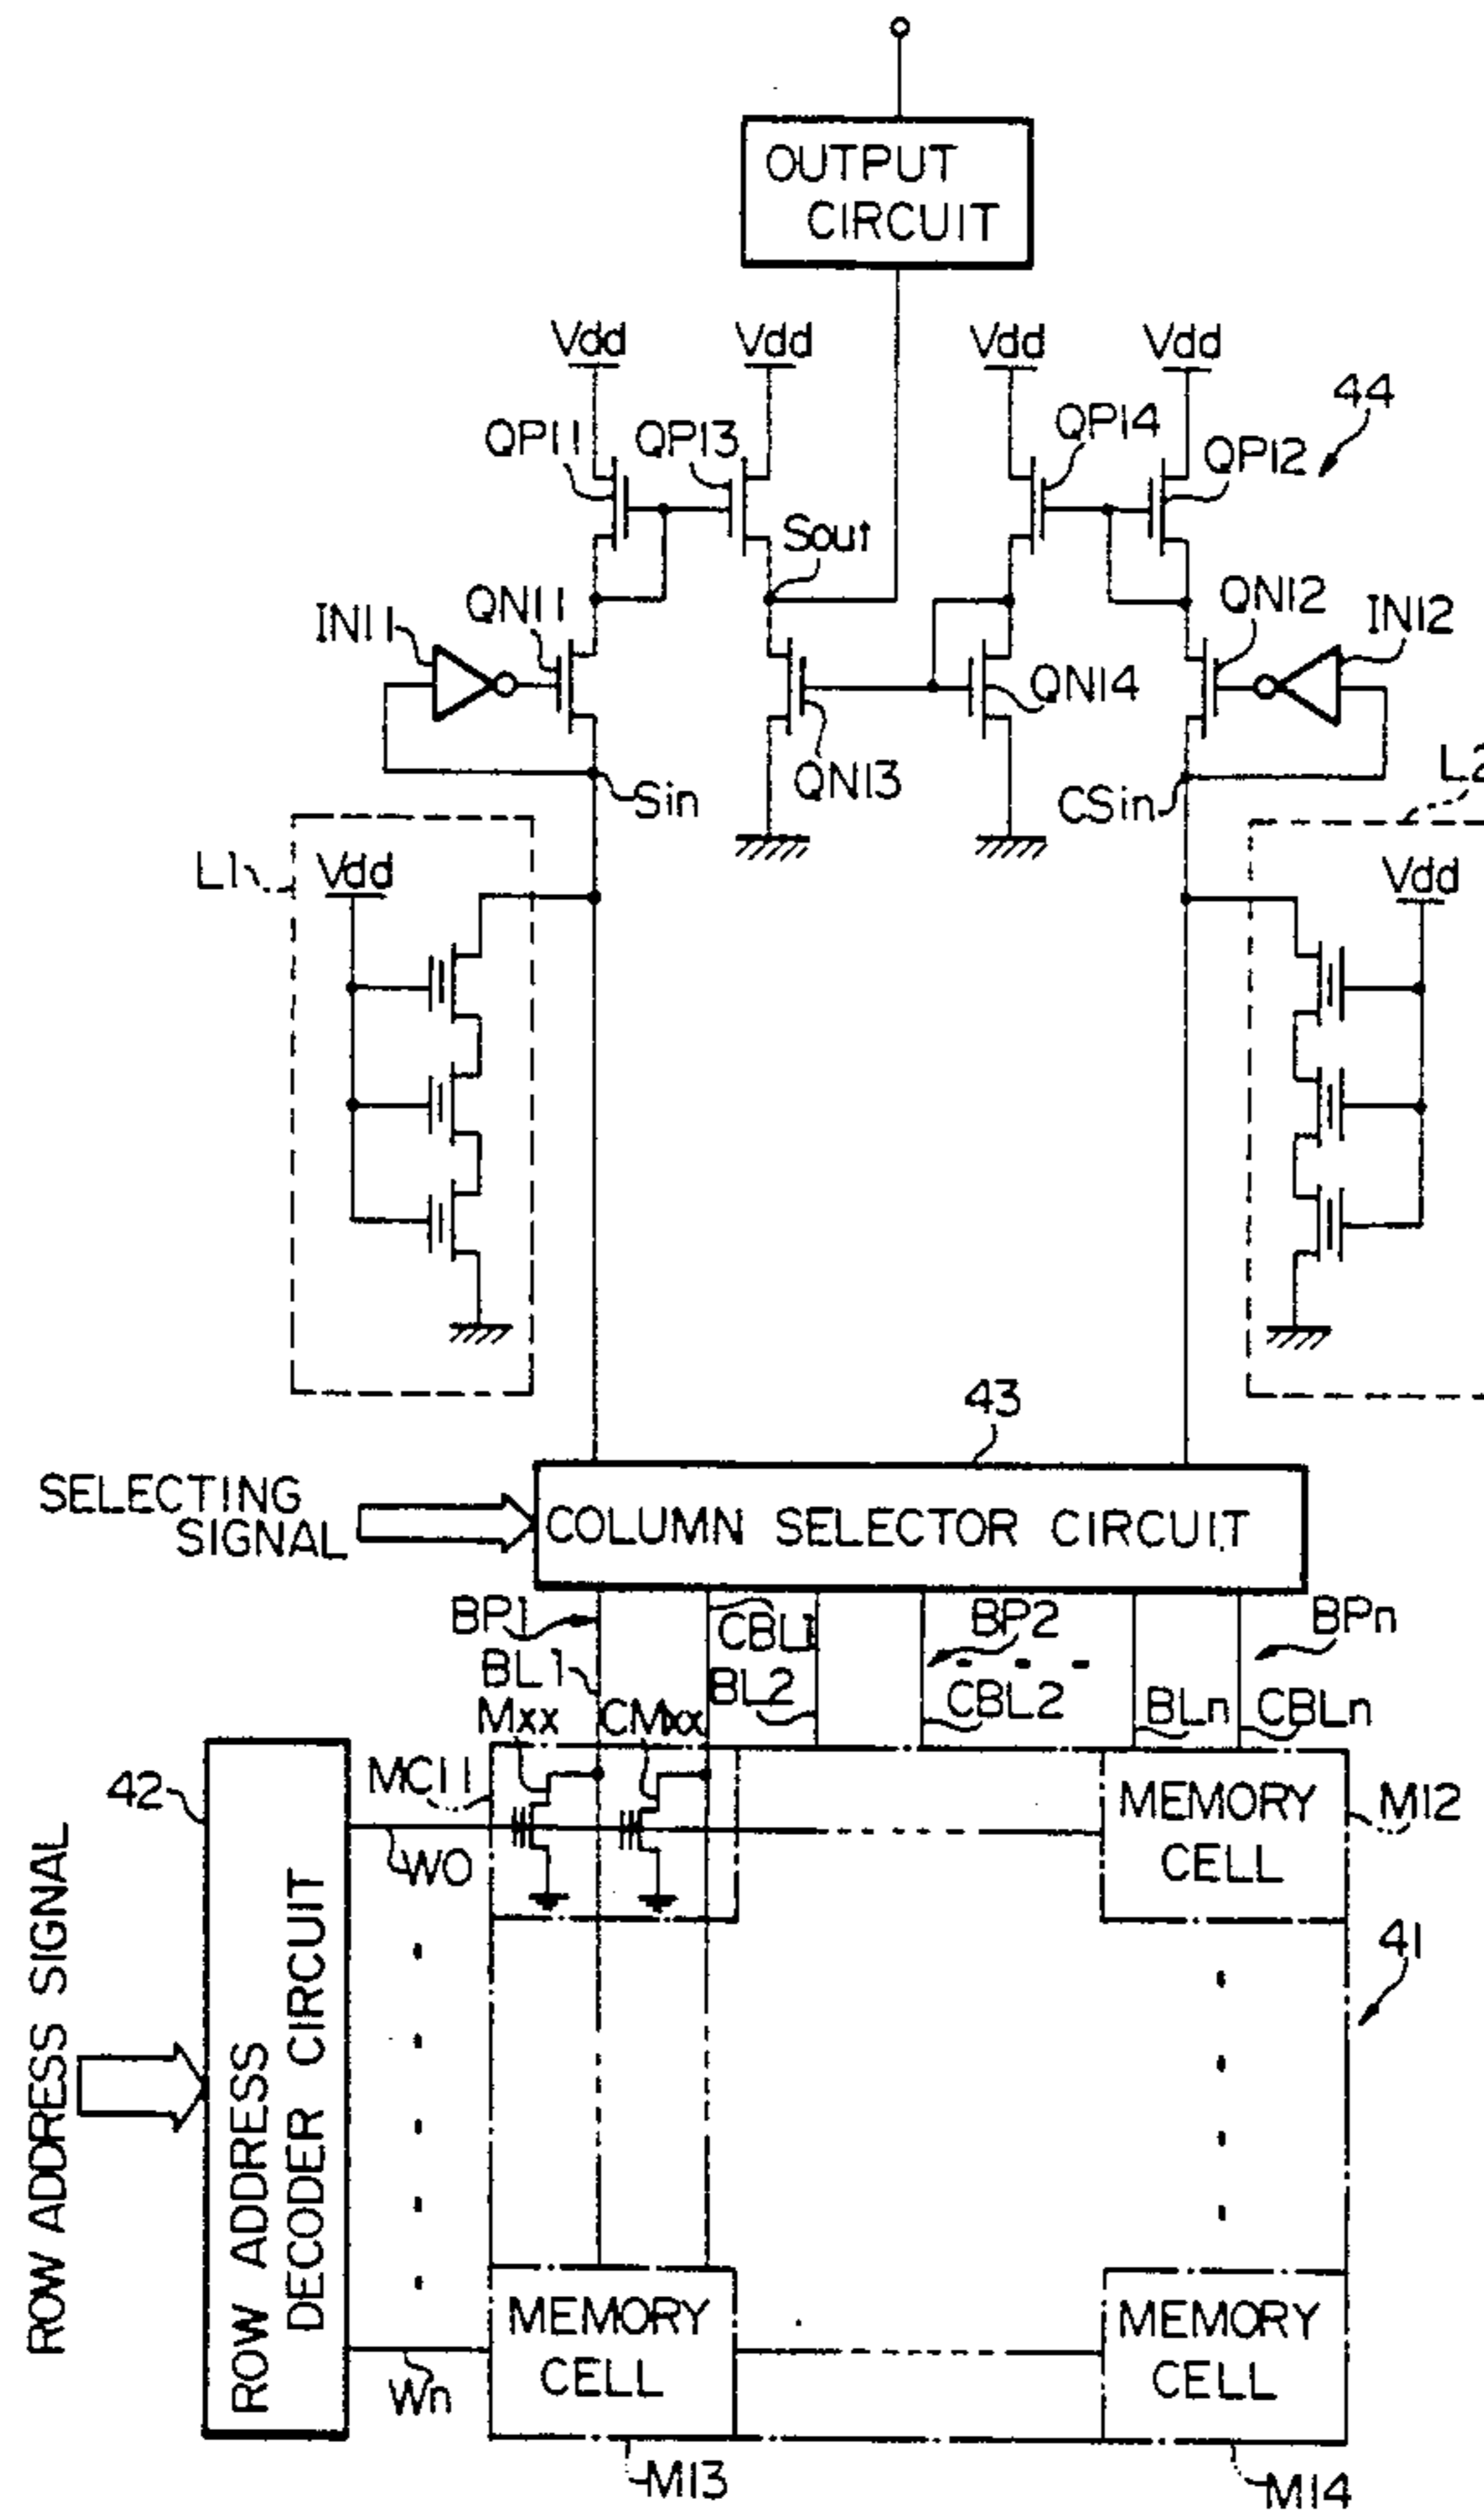 OUTPUT
CIRCUIT
Vdd
Vdd
Vdd
Vdd
44
QP11
QP13
QP14
QP12
Sout
IN11
QN11
QN12
IN12
QN14
QN13
Sin
CSin
L2
L1
Vdd
Vdd
43
SELECTING
SIGNAL
COLUMN SELECTOR CIRCUIT
BP1
CBL1
BP2
BPn
BL1
BL2
CBL2
BLn
CBLn
Mxx
CMxx
42
MC11
MEMORY
CELL
M12
W0
41
ROW ADDRESS SIGNAL
ROW ADDRESS
DECODER CIRCUIT
MEMORY
CELL
MEMORY
CELL
Wn
M13
M14